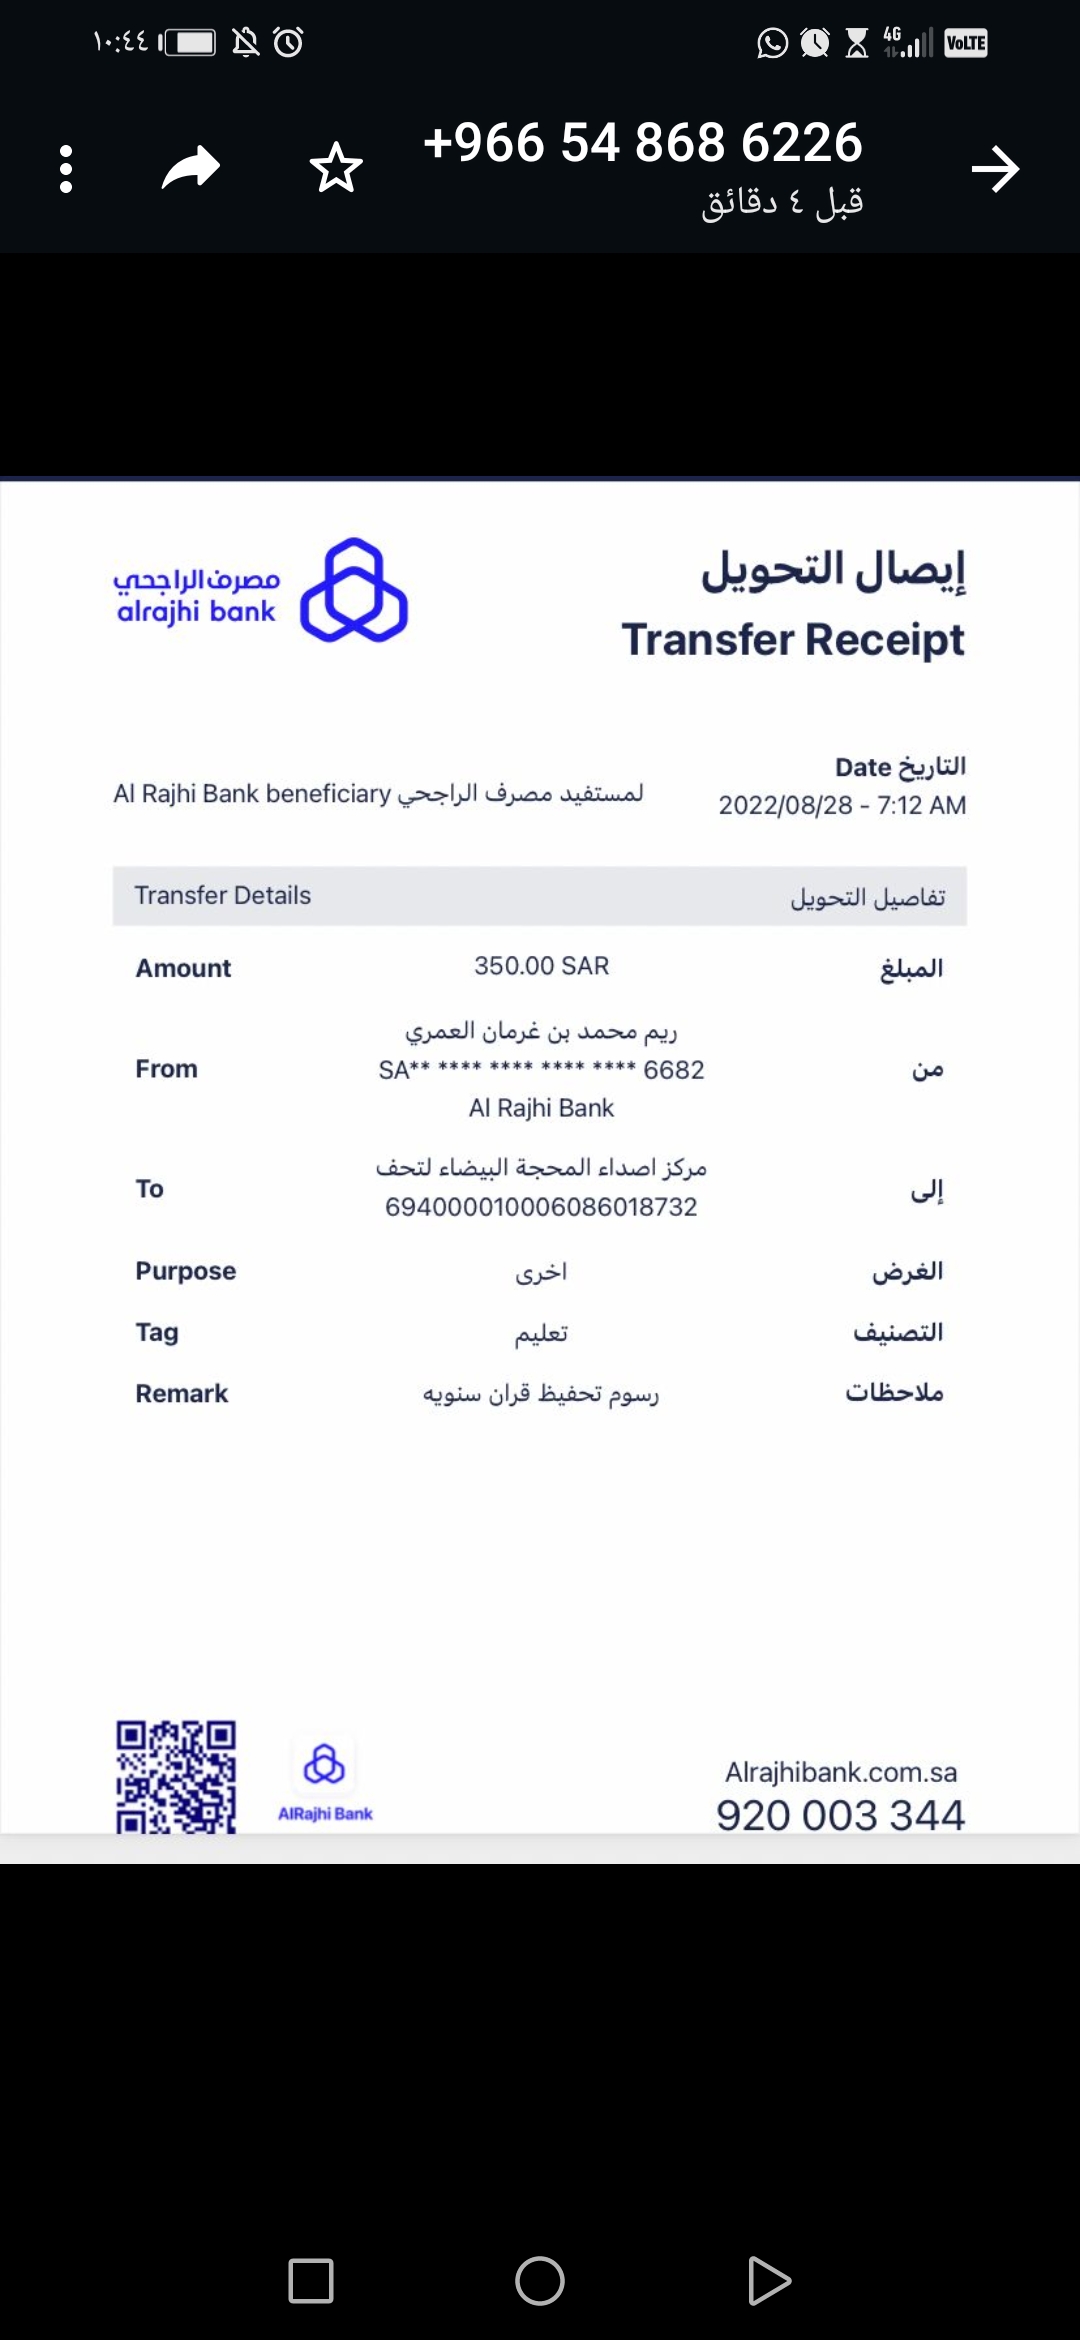 ١٠:٤٤
4G
VoLTE
+966 54 868 6226
قبل ٤ دقائق
مصرف الراجحي
alrajhi bank
إيصال التحويل
Transfer Receipt
التاريخ Date
2022/08/28 - 7:12 AM
لمستفيد مصرف الراجحي Al Rajhi Bank beneficiary
Transfer Details تفاصيل التحويل
Amount 350.00 SAR المبلغ
ريم محمد بن غرمان العمري
From SA** **** **** **** **** 6682 من
Al Rajhi Bank
مركز اصداء المحجة البيضاء لتحف
To إلى
694000010006086018732
Purpose اخرى الغرض
Tag تعليم التصنيف
Remark رسوم تحفيظ قران سنويه ملاحظات
AlRajhi Bank
Alrajhibank.com.sa
920 003 344